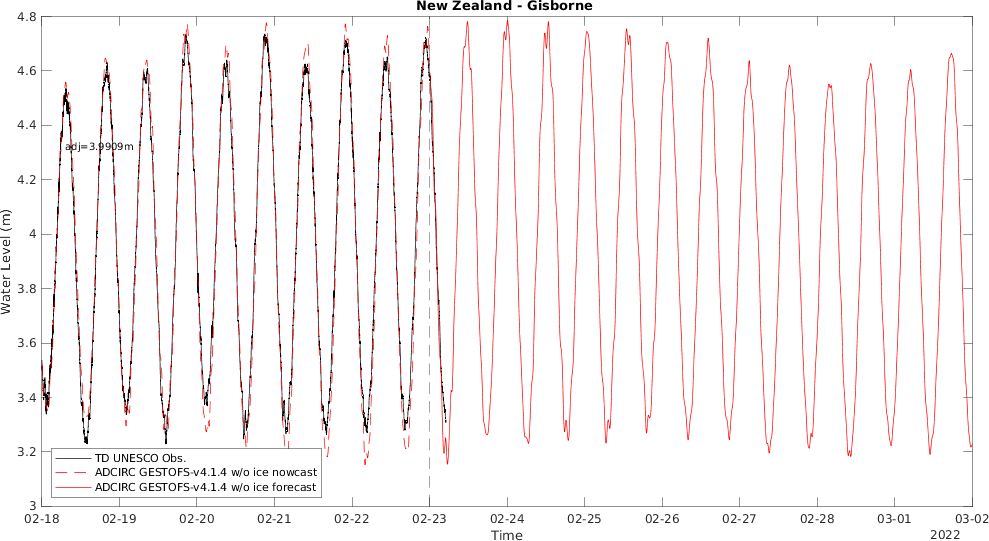 New Zealand - Gisborne
4.8
4.6
4.4
4.2
4
3.8
3.6
3.4
3.2
3
Water Level (m)
adj=3.9909m
TD UNESCO Obs.
ADCIRC GESTOFS-v4.1.4 w/o ice nowcast
ADCIRC GESTOFS-v4.1.4 w/o ice forecast
02-18 02-19 02-20 02-21 02-22 02-23 02-24 02-25 02-26 02-27 02-28 03-01 03-02
Time
2022